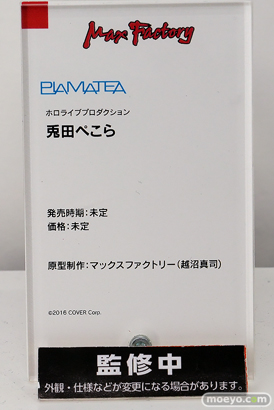 Max Factory
PLAMATEA
ホロライブプロダクション
兎田ぺこら
発売時期：未定
価格：未定
原型制作：マックスファクトリー（越沼真司）
©2016 COVER Corp.
監修中
外観・仕様などが変更になる場合があります。
moeyo.com